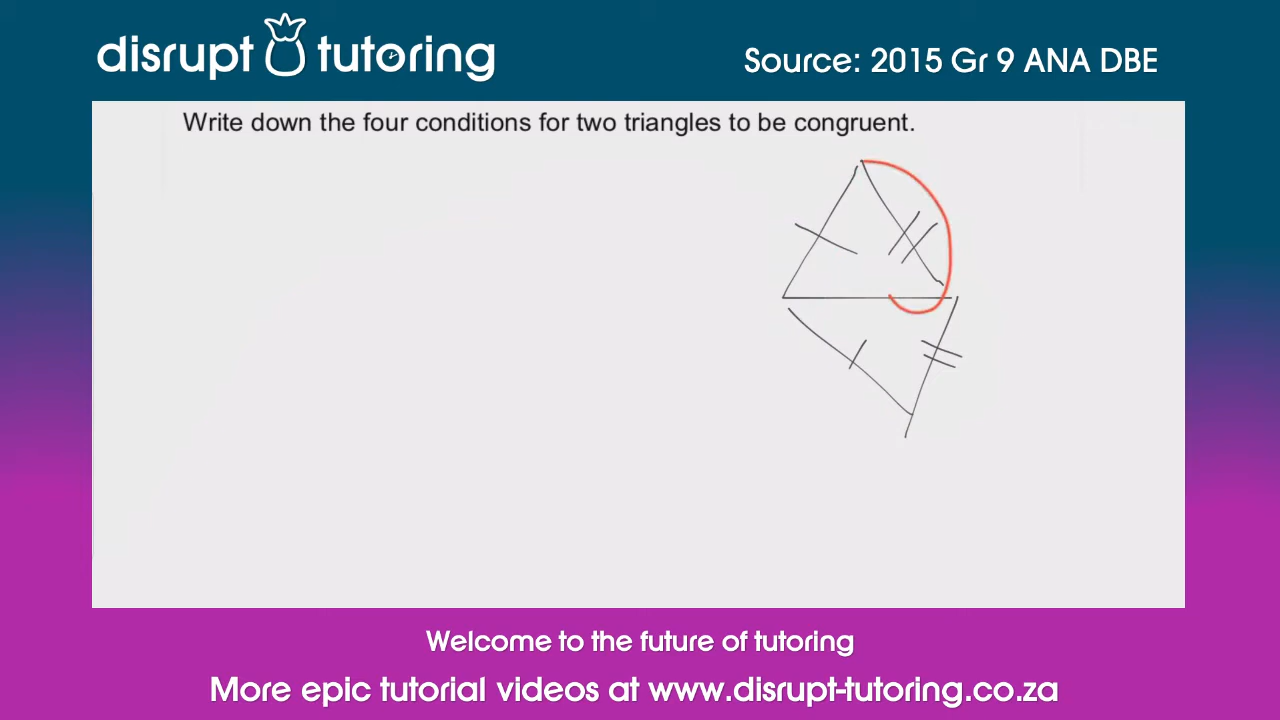 disrupt tutoring
Source: 2015 Gr 9 ANA DBE
Write down the four conditions for two triangles to be congruent.
Welcome to the future of tutoring
More epic tutorial videos at www.disrupt-tutoring.co.za